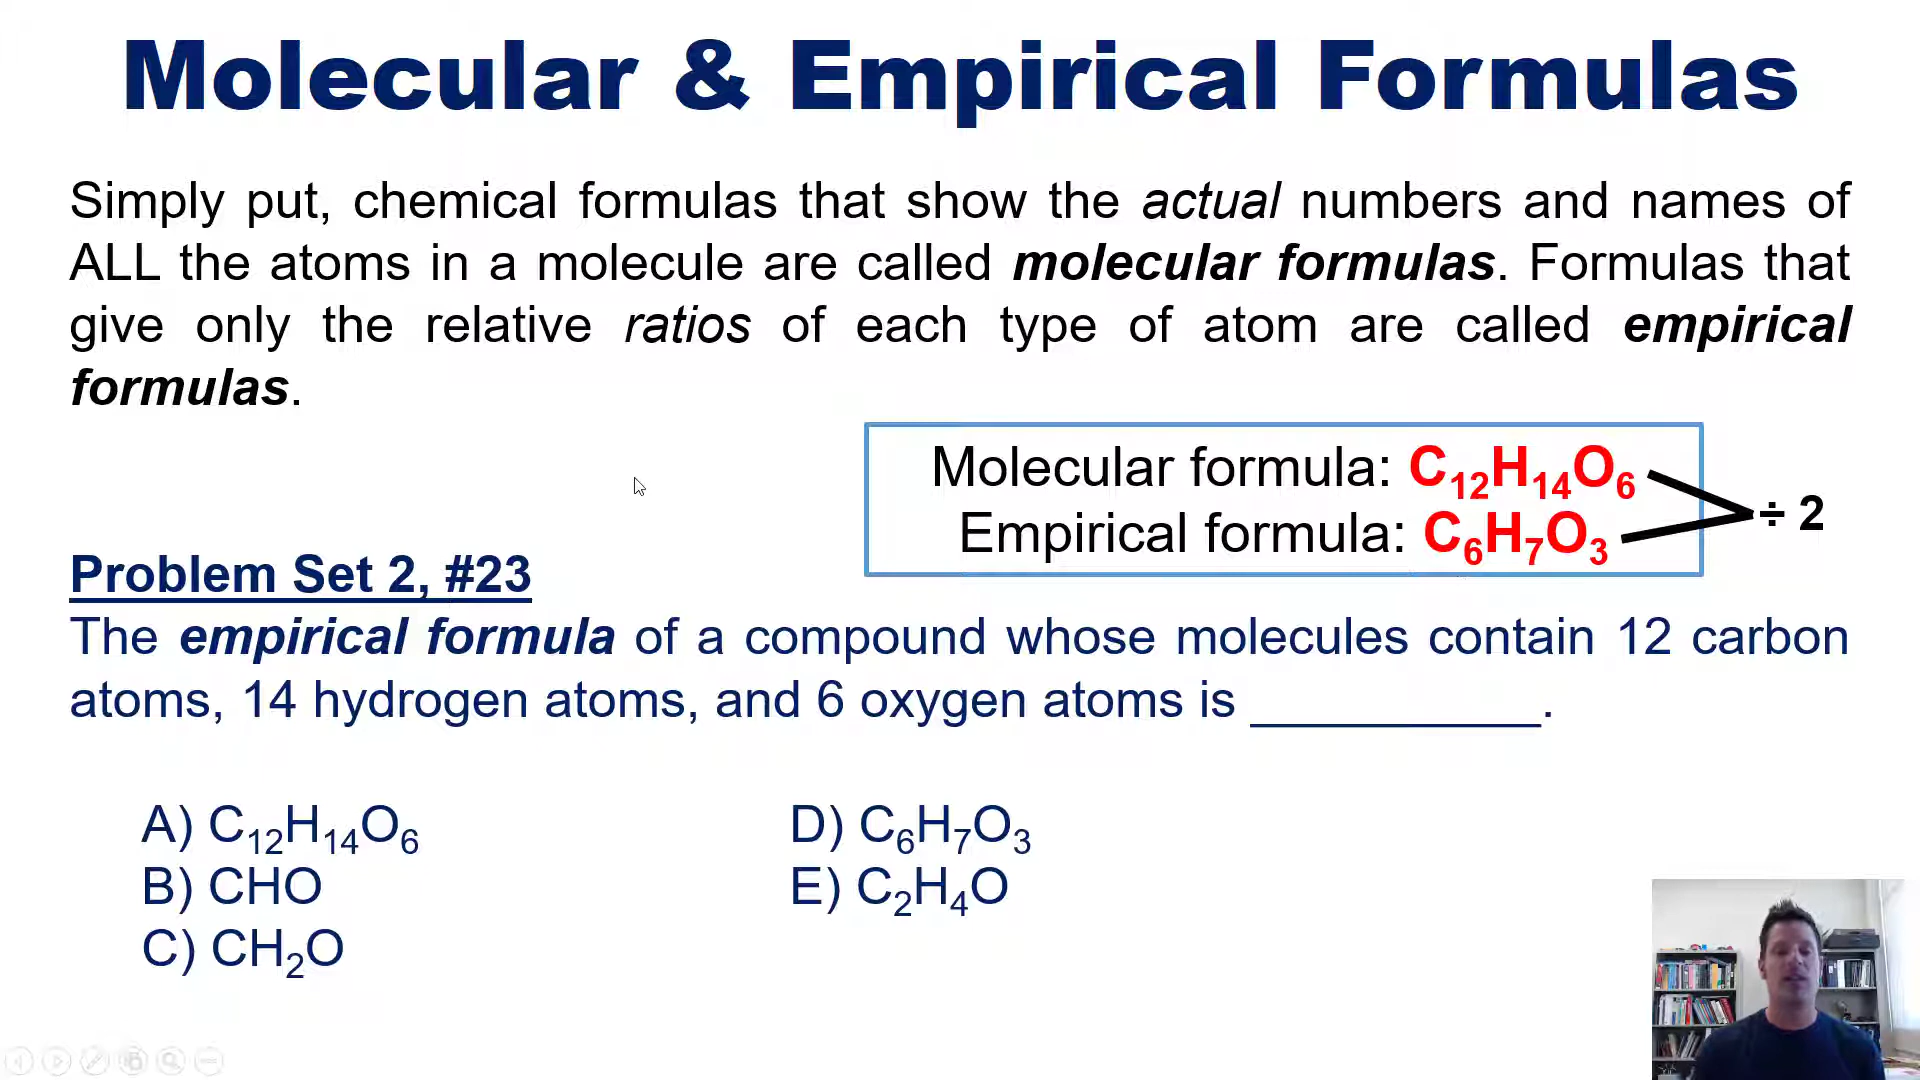 Molecular & Empirical Formulas
Simply put, chemical formulas that show the actual numbers and names of
ALL the atoms in a molecule are called molecular formulas. Formulas that
give only the relative ratios of each type of atom are called empirical
formulas.
Molecular formula: C₁₂H₁₄O₆
Empirical formula: C₆H₇O₃
÷ 2
Problem Set 2, #23
The empirical formula of a compound whose molecules contain 12 carbon
atoms, 14 hydrogen atoms, and 6 oxygen atoms is __________.
A) C₁₂H₁₄O₆
B) CHO
C) CH₂O
D) C₆H₇O₃
E) C₂H₄O